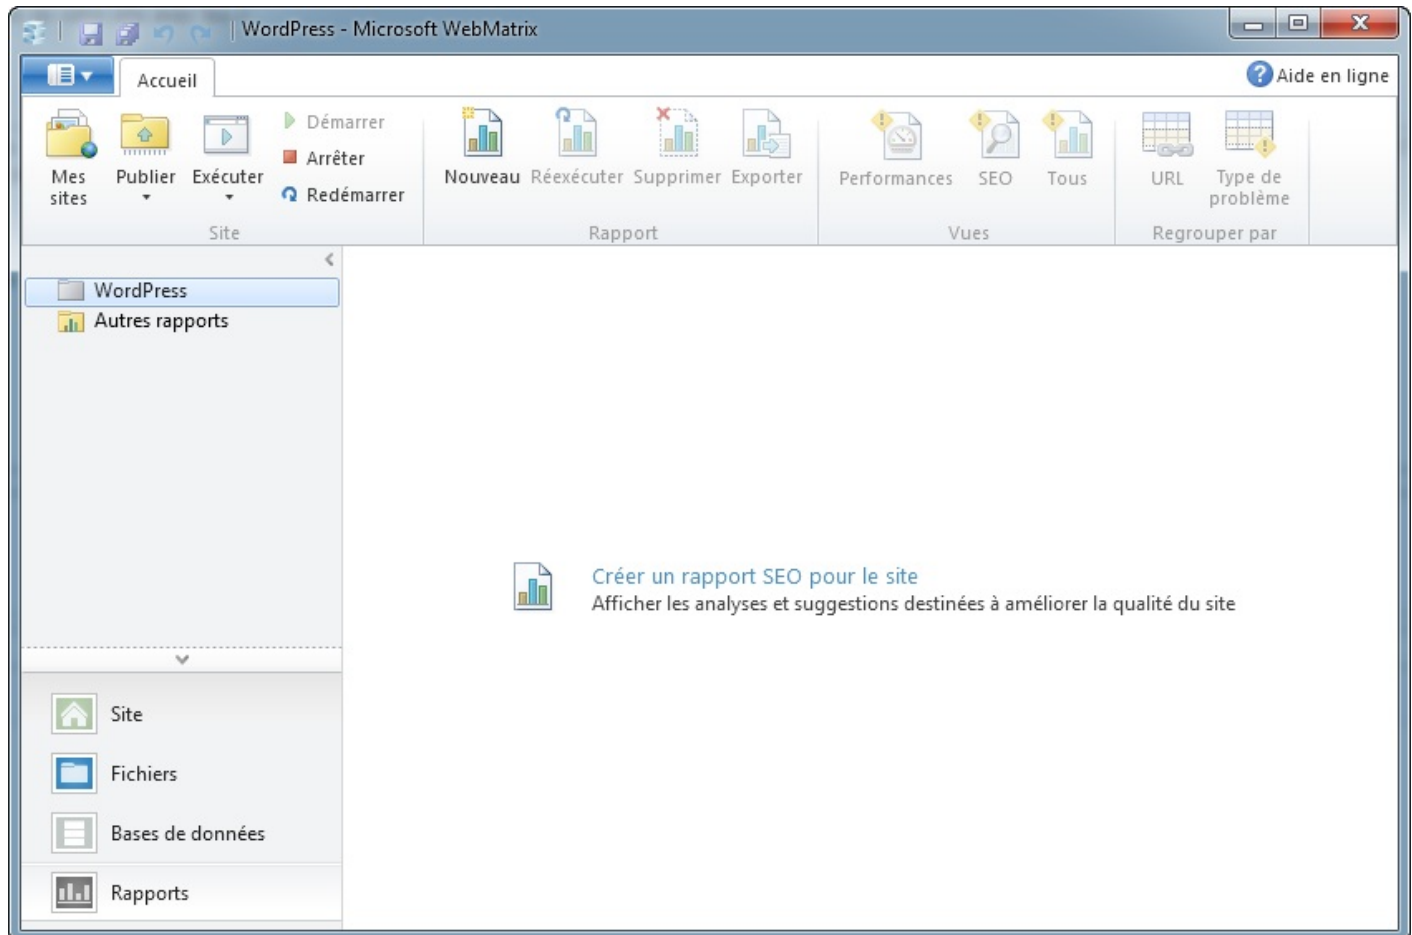 WordPress - Microsoft WebMatrix
Accueil
Aide en ligne
Mes sites
Publier
Exécuter
Démarrer
Arrêter
Redémarrer
Site
Nouveau
Réexécuter
Supprimer
Exporter
Rapport
Performances
SEO
Tous
Vues
URL
Type de
problème
Regrouper par
WordPress
Autres rapports
Créer un rapport SEO pour le site
Afficher les analyses et suggestions destinées à améliorer la qualité du site
Site
Fichiers
Bases de données
Rapports